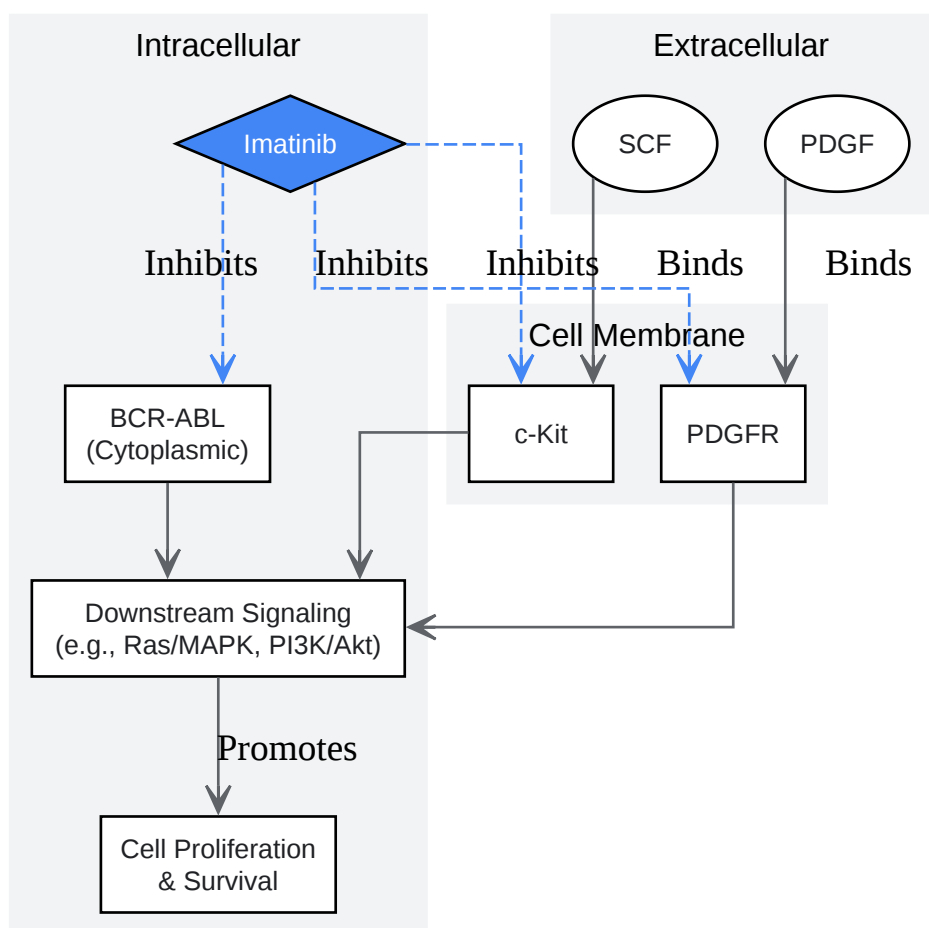 Intracellular
Extracellular
Imatinib
SCF
PDGF
Inhibits
Inhibits
Inhibits
Binds
Binds
Cell Membrane
BCR-ABL
(Cytoplasmic)
c-Kit
PDGFR
Downstream Signaling
(e.g., Ras/MAPK, PI3K/Akt)
Promotes
Cell Proliferation
& Survival